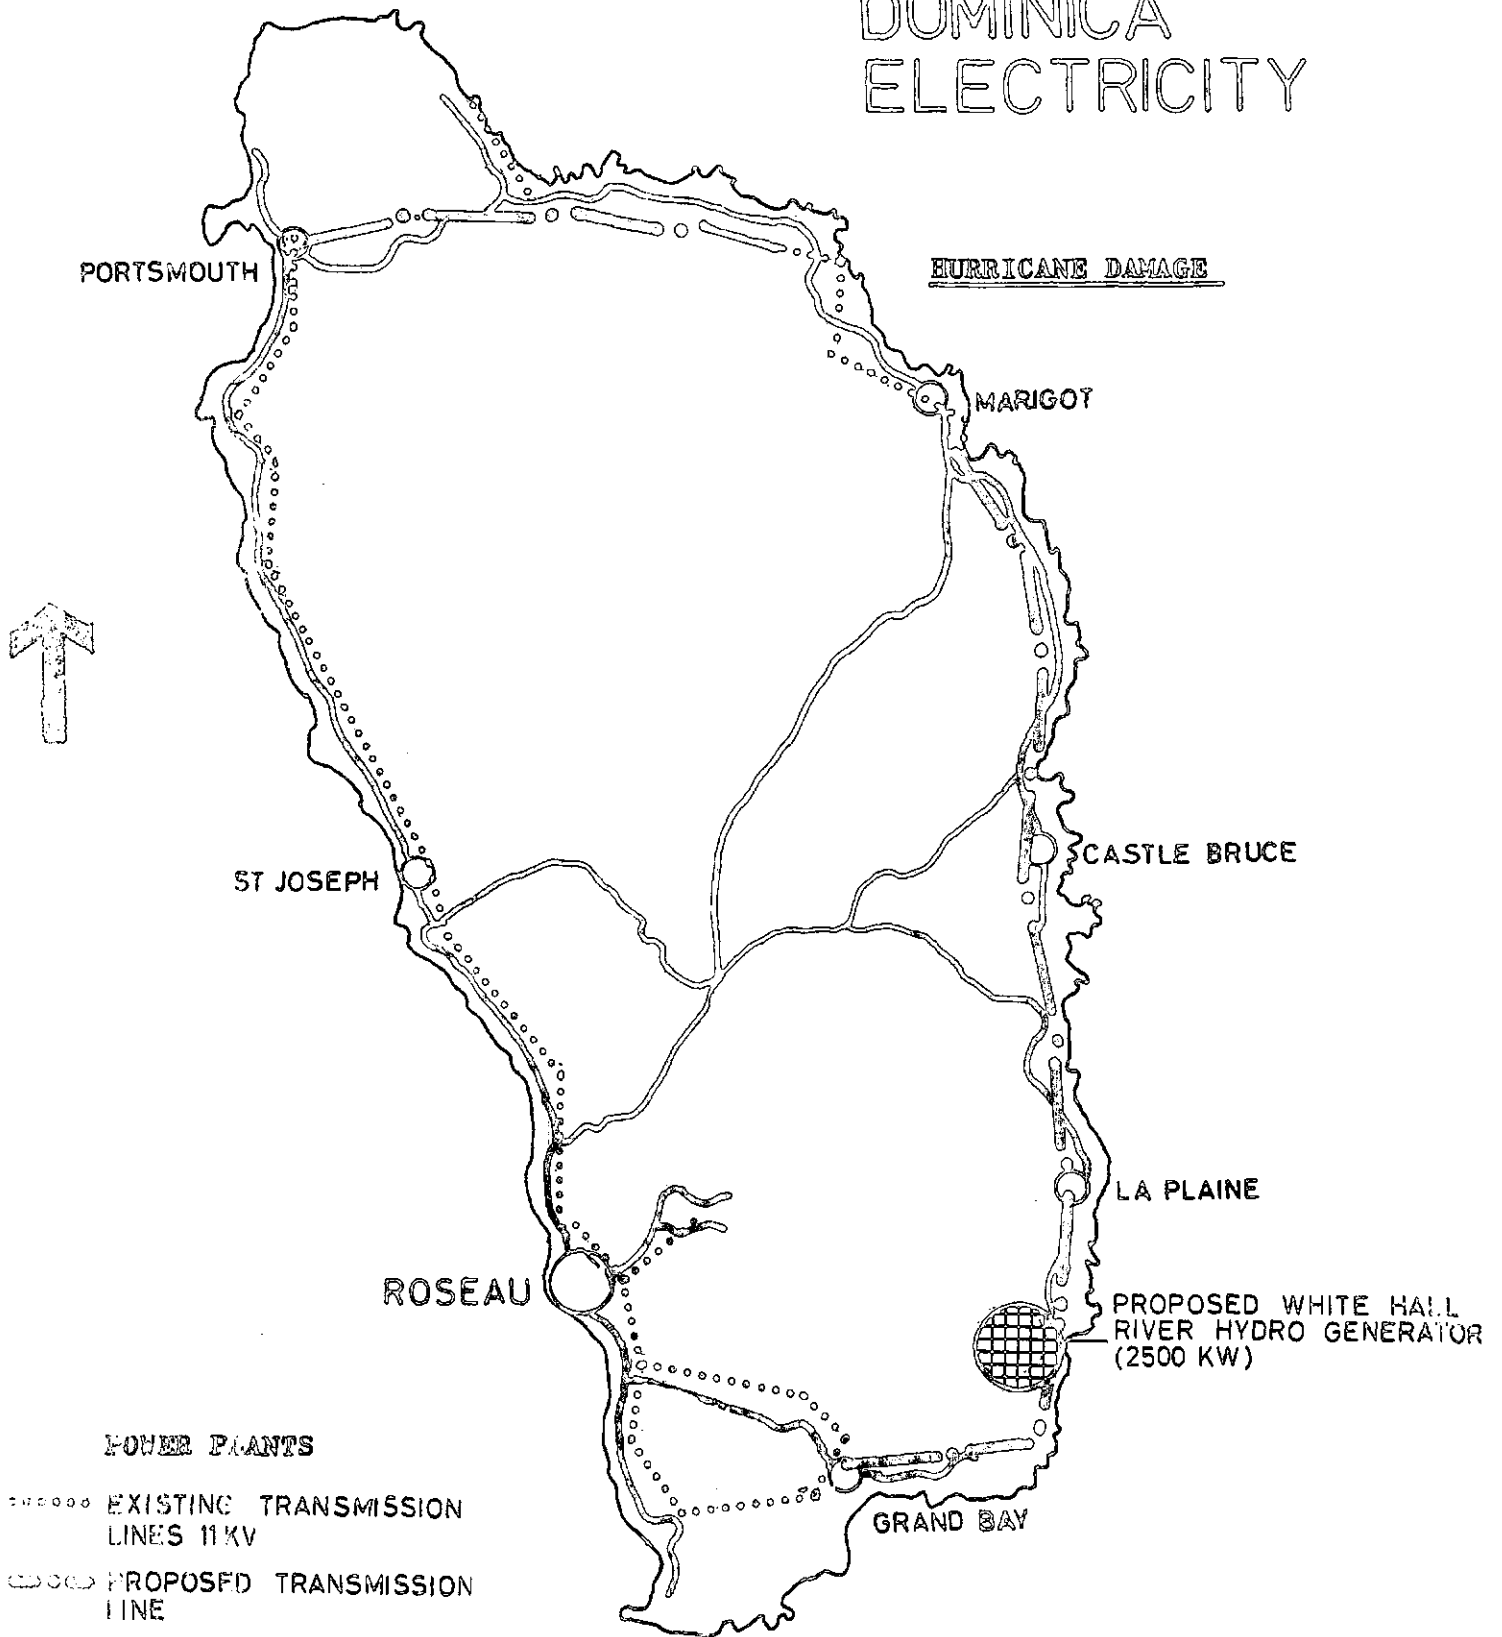 DOMINICA
ELECTRICITY
PORTSMOUTH
HURRICANE DAMAGE
MARIGOT
ST JOSEPH
CASTLE BRUCE
LA PLAINE
ROSEAU
PROPOSED WHITE HALL
RIVER HYDRO GENERATOR
(2500 KW)
POWER PLANTS
EXISTING TRANSMISSION
LINES 11 KV
GRAND BAY
PROPOSED TRANSMISSION
LINE